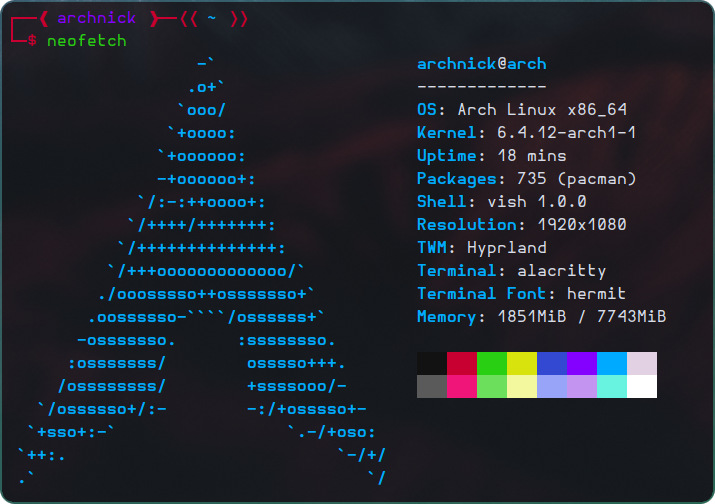 ┌──❰ archnick ❱─⟨⟨ ~ ⟩⟩
└─$ neofetch
                  -`
                 .o+`
                `ooo/
               `+oooo:
              `+oooooo:
              -+oooooo+:
            `/:-:++oooo+:
           `/++++/+++++++:
          `/++++++++++++++:
         `/+++ooooooooooooo/`
        ./ooosssso++osssssso+`
       .oossssso-````/ossssss+`
      -osssssso.      :ssssssso.
     :osssssss/        osssso+++.
    /ossssssss/        +ssssooo/-
  `/ossssso+/:-        -:/+osssso+-
 `+sso+:-`                 `.-/+oso:
`++:.                           `-/+/
.`                                 `/
archnick@arch
-------------
OS: Arch Linux x86_64
Kernel: 6.4.12-arch1-1
Uptime: 18 mins
Packages: 735 (pacman)
Shell: vish 1.0.0
Resolution: 1920x1080
TWM: Hyprland
Terminal: alacritty
Terminal Font: hermit
Memory: 1851MiB / 7743MiB